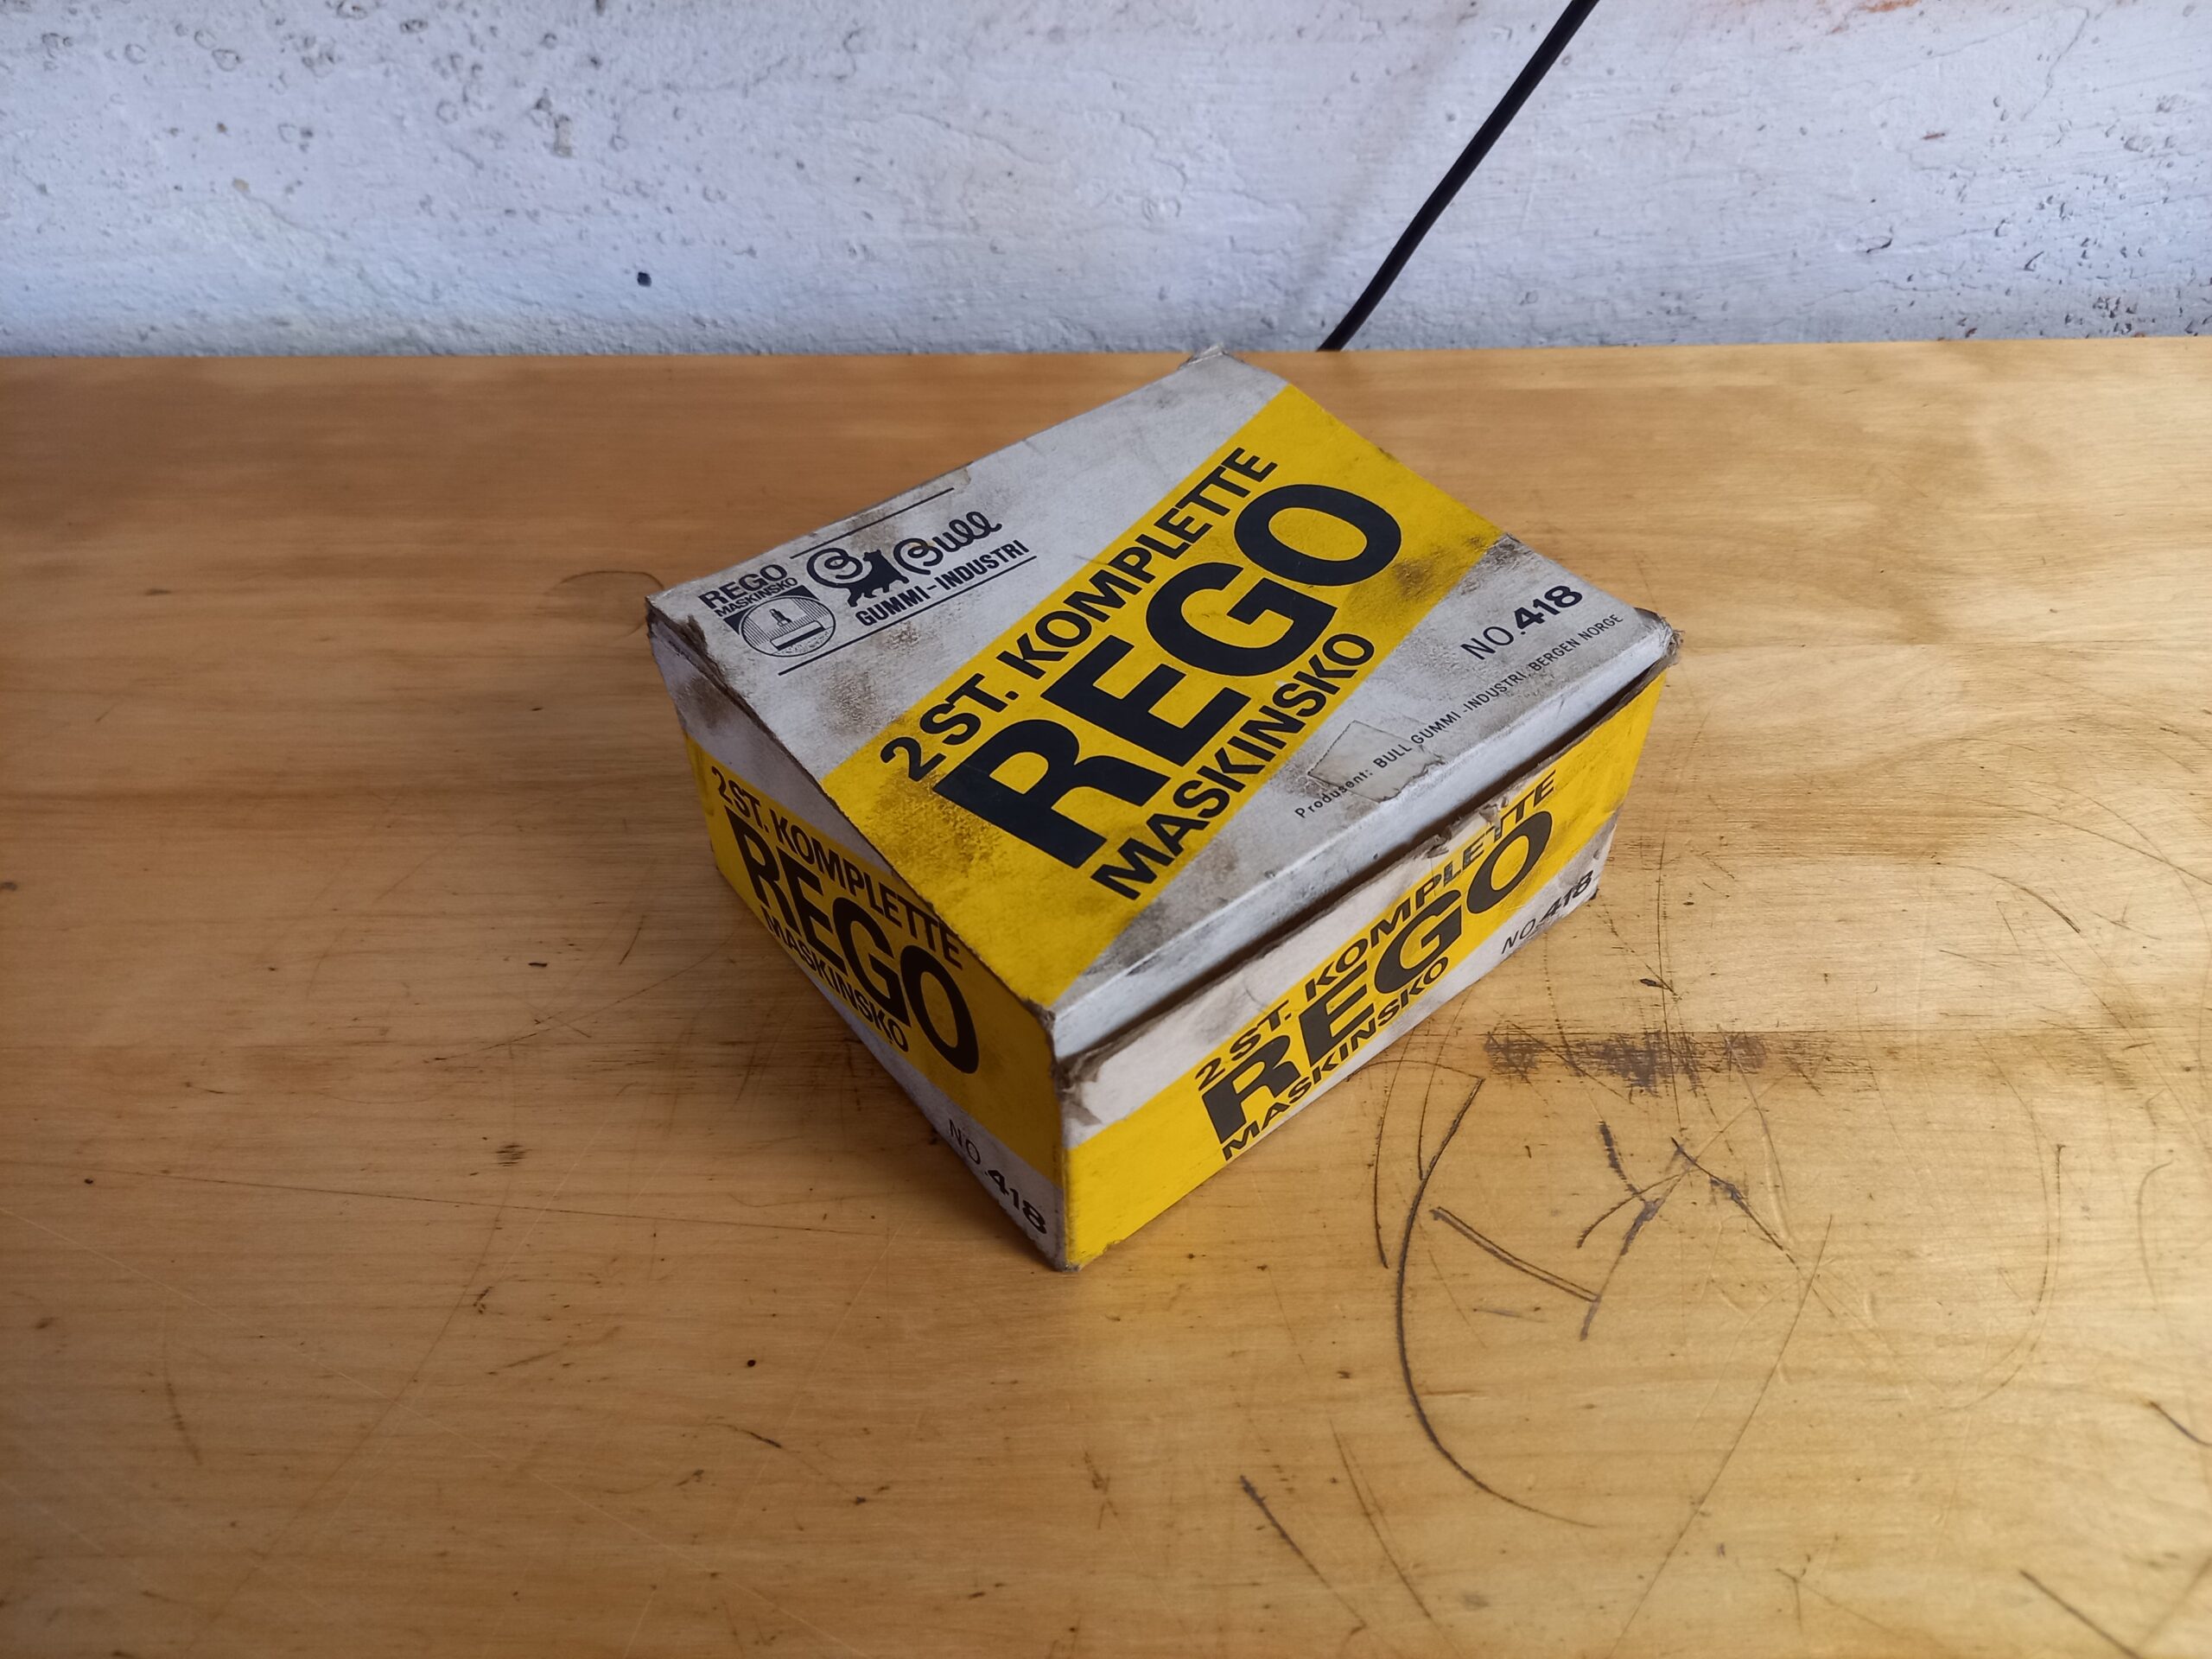 REGO
MASKINSKO
B Bull
GUMMI-INDUSTRI
2 ST. KOMPLETTE
REGO
MASKINSKO
NO. 418
Produsent: BULL GUMMI-INDUSTRI, BERGEN NORGE
2 ST. KOMPLETTE
REGO
MASKINSKO
NO. 418
2 ST. KOMPLETTE
REGO
MASKINSKO
NO. 418